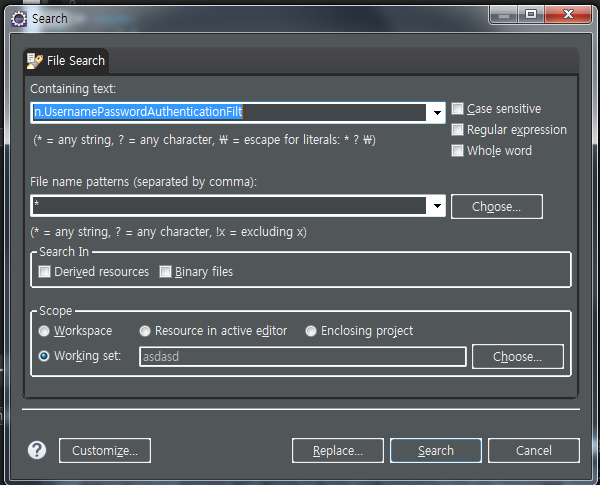 Search
File Search
Containing text:
n.UsernamePasswordAuthenticationFilt
Case sensitive
(* = any string, ? = any character, ₩ = escape for literals: * ? ₩)
Regular expression
Whole word
File name patterns (separated by comma):
*
Choose...
(* = any string, ? = any character, !x = excluding x)
Search In
Derived resources Binary files
Scope
Workspace Resource in active editor Enclosing project
Working set: asdasd Choose...
? Customize... Replace... Search Cancel